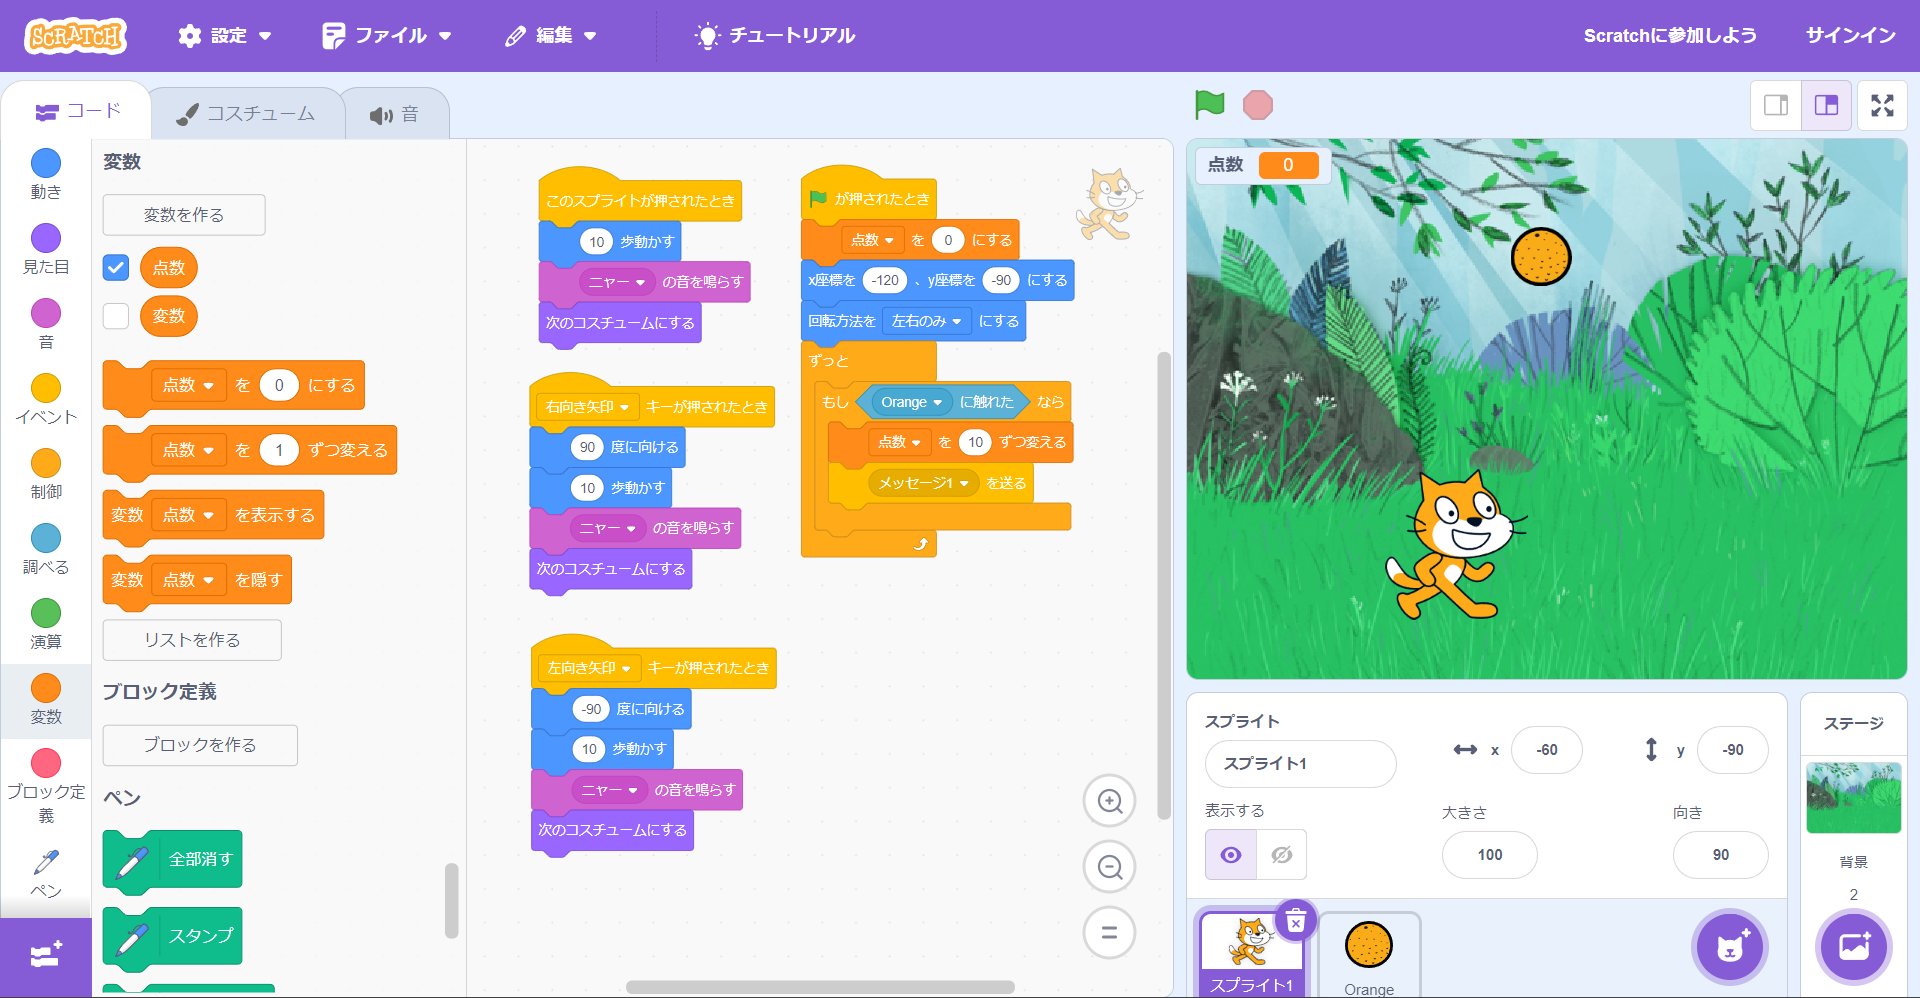 SCRATCH
設定
ファイル
編集
チュートリアル
Scratchに参加しよう
サインイン
コード
コスチューム
音
動き
見た目
音
イベント
制御
調べる
演算
変数
ブロック定
義
ペン
変数
変数を作る
点数
変数
点数 を 0 にする
点数 を 1 ずつ変える
変数 点数 を表示する
変数 点数 を隠す
リストを作る
ブロック定義
ブロックを作る
ペン
全部消す
スタンプ
このスプライトが押されたとき
10 歩動かす
ニャー の音を鳴らす
次のコスチュームにする
右向き矢印 キーが押されたとき
90 度に向ける
10 歩動かす
ニャー の音を鳴らす
次のコスチュームにする
左向き矢印 キーが押されたとき
-90 度に向ける
10 歩動かす
ニャー の音を鳴らす
次のコスチュームにする
が押されたとき
点数 を 0 にする
x座標を -120 、y座標を -90 にする
回転方法を 左右のみ にする
ずっと
もし Orange に触れた なら
点数 を 10 ずつ変える
メッセージ1 を送る
点数 0
スプライト
スプライト1
x -60
y -90
表示する
大きさ
100
向き
90
スプライト1
Orange
ステージ
背景
2